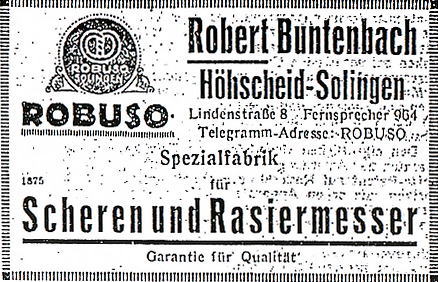 ROBUSO
SOLINGEN
ROBUSO
Robert Buntenbach
Höhscheid-Solingen
Lindenstraße 8 Fernsprecher 964
Telegramm-Adresse: ROBUSO
Spezialfabrik
1875
für
Scheren und Rasiermesser
Garantie für Qualität